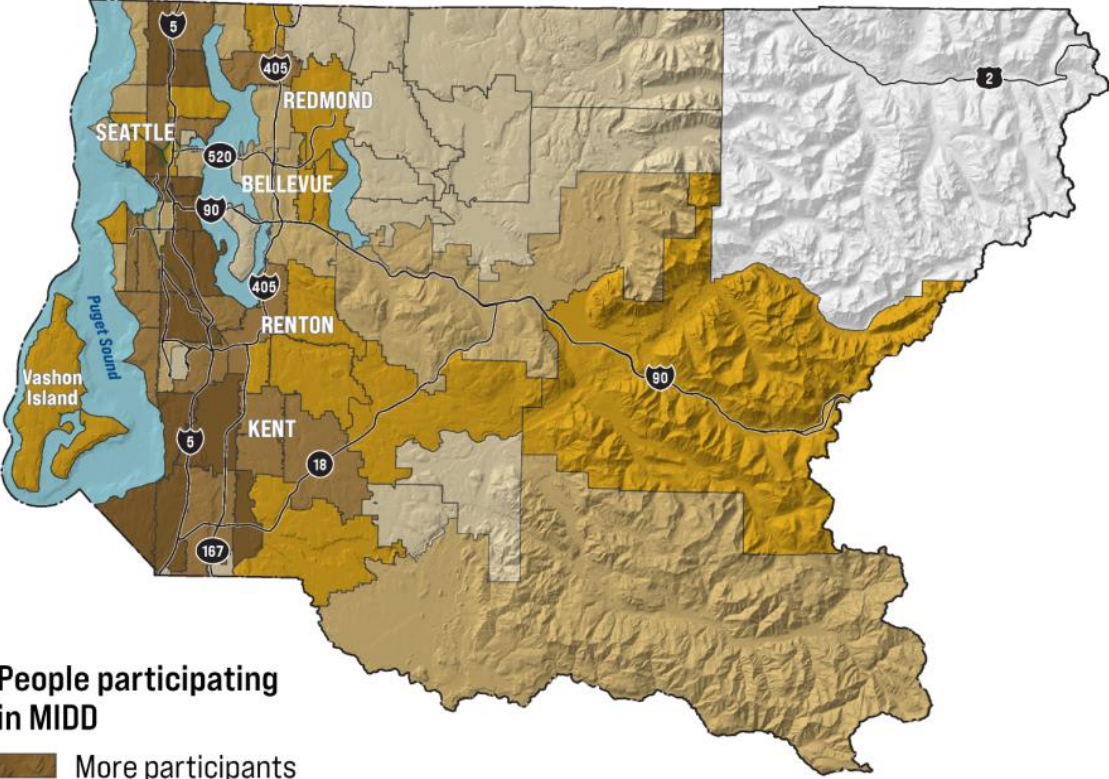 5
405
2
REDMOND
SEATTLE
520
BELLEVUE
90
405
Puget Sound
RENTON
Vashon
Island
90
KENT
5
18
167
People participating
in MIDD
More participants